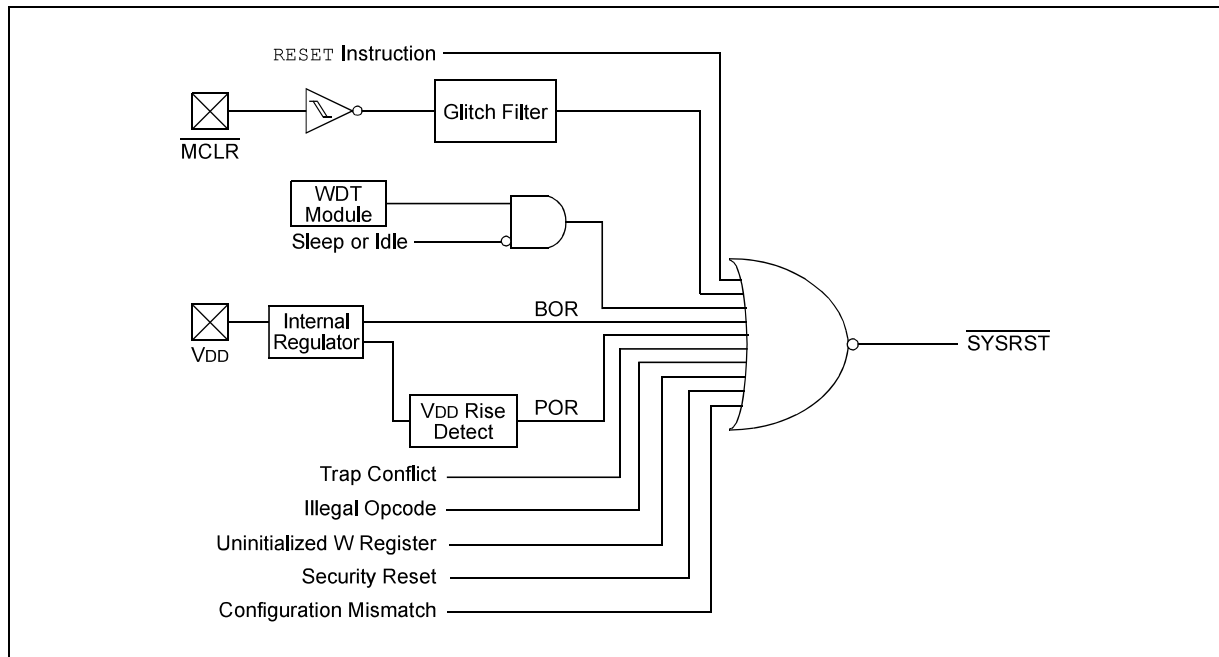 RESET Instruction
Glitch Filter
MCLR
WDT
Module
Sleep or Idle
BOR
Internal
Regulator
VDD
SYSRST
POR
VDD Rise
Detect
Trap Conflict
Illegal Opcode
Uninitialized W Register
Security Reset
Configuration Mismatch